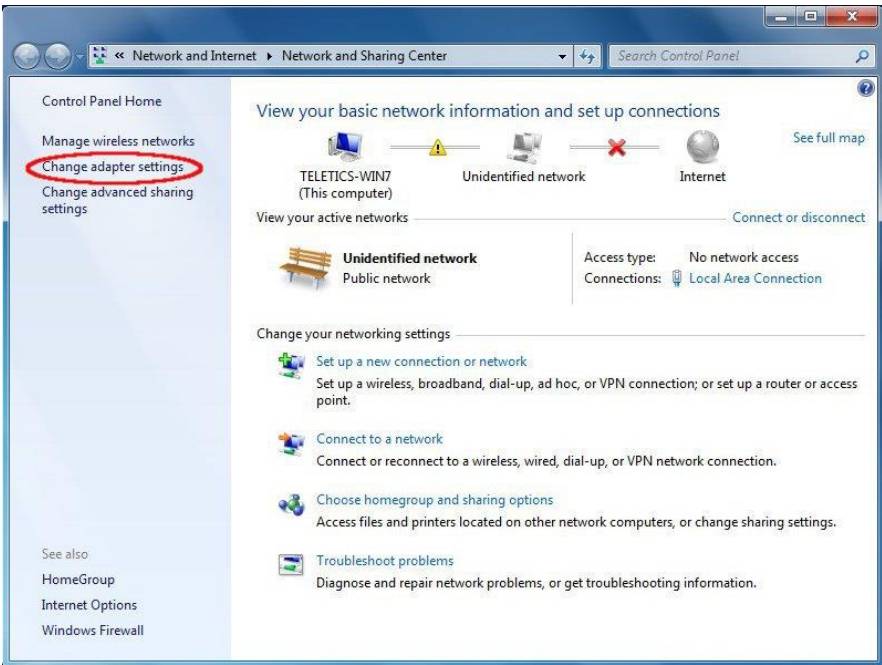 « Network and Internet ▸ Network and Sharing Center
Search Control Panel
Control Panel Home
Manage wireless networks
Change adapter settings
Change advanced sharing
settings
See also
HomeGroup
Internet Options
Windows Firewall
View your basic network information and set up connections
See full map
TELETICS-WIN7
(This computer)
Unidentified network
Internet
View your active networks
Connect or disconnect
Unidentified network
Public network
Access type: No network access
Connections: Local Area Connection
Change your networking settings
Set up a new connection or network
Set up a wireless, broadband, dial-up, ad hoc, or VPN connection; or set up a router or access
point.
Connect to a network
Connect or reconnect to a wireless, wired, dial-up, or VPN network connection.
Choose homegroup and sharing options
Access files and printers located on other network computers, or change sharing settings.
Troubleshoot problems
Diagnose and repair network problems, or get troubleshooting information.